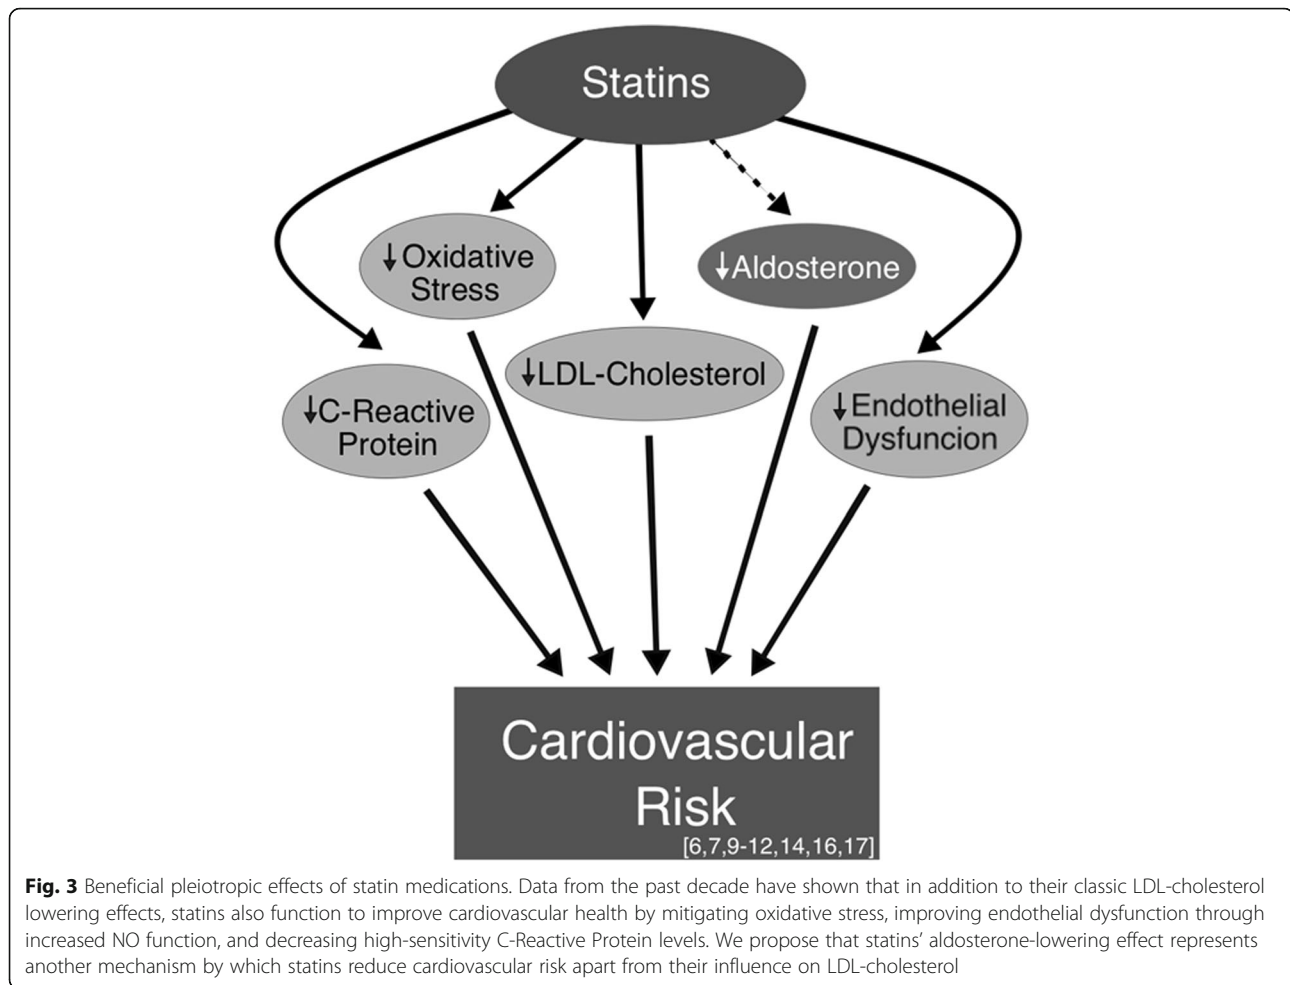 Statins
↓Oxidative
Stress
↓Aldosterone
↓LDL-Cholesterol
↓C-Reactive
Protein
↓Endothelial
Dysfuncion
Cardiovascular
Risk
[6,7,9-12,14,16,17]
Fig. 3 Beneficial pleiotropic effects of statin medications. Data from the past decade have shown that in addition to their classic LDL-cholesterol
lowering effects, statins also function to improve cardiovascular health by mitigating oxidative stress, improving endothelial dysfunction through
increased NO function, and decreasing high-sensitivity C-Reactive Protein levels. We propose that statins’ aldosterone-lowering effect represents
another mechanism by which statins reduce cardiovascular risk apart from their influence on LDL-cholesterol